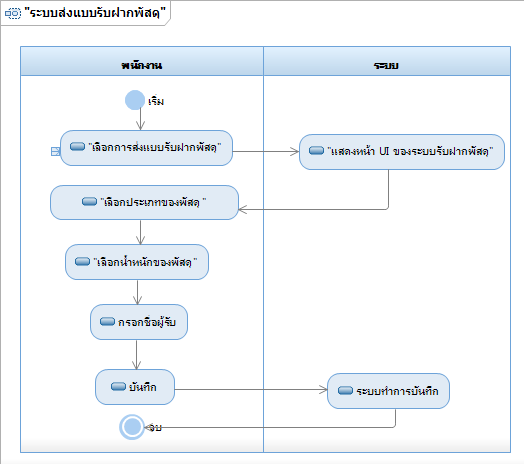 "ระบบส่งแบบรับฝากพัสดุ"
พนักงาน
ระบบ
เริ่ม
"เลือกการส่งแบบรับฝากพัสดุ"
"แสดงหน้า UI ของระบบรับฝากพัสดุ"
"เลือกประเภทของพัสดุ "
"เลือกน้ำหนักของพัสดุ"
กรอกชื่อผู้รับ
บันทึก
ระบบทำการบันทึก
จบ